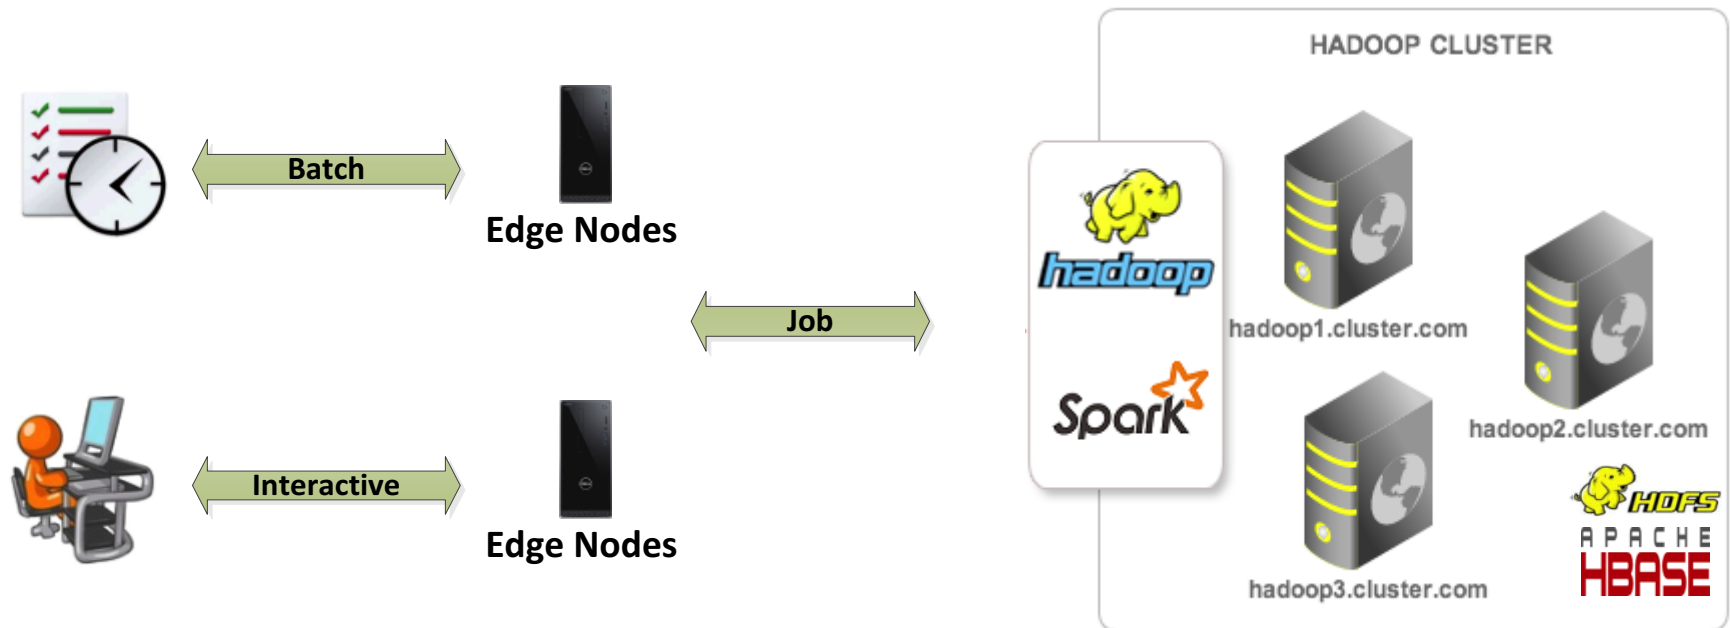 HADOOP CLUSTER
Batch
Edge Nodes
hadoop
Job
hadoop1.cluster.com
Spark
hadoop2.cluster.com
Interactive
Edge Nodes
HDFS
APACHE
HBASE
hadoop3.cluster.com